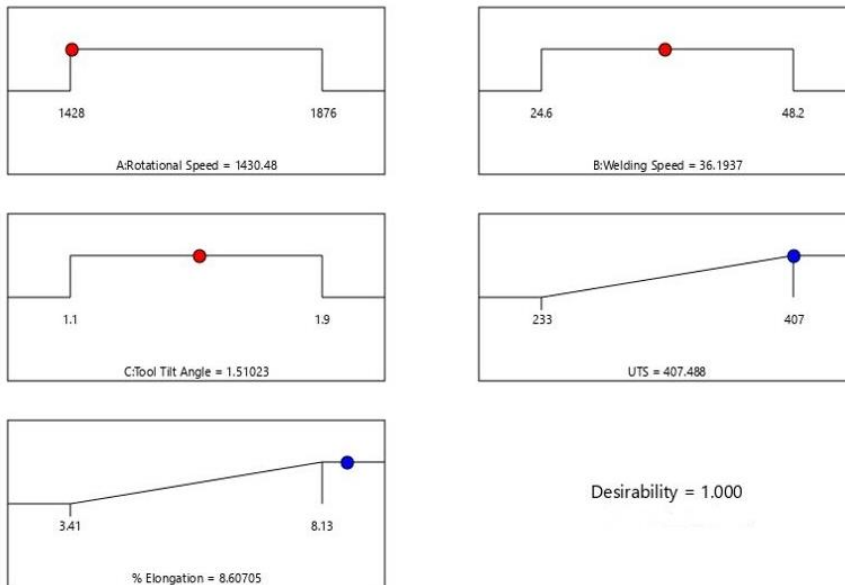 1428 1876
A:Rotational Speed = 1430.48
24.6 48.2
B:Welding Speed = 36.1937
1.1 1.9
C:Tool Tilt Angle = 1.51023
233 407
UTS = 407.488
3.41 8.13
% Elongation = 8.60705
Desirability = 1.000